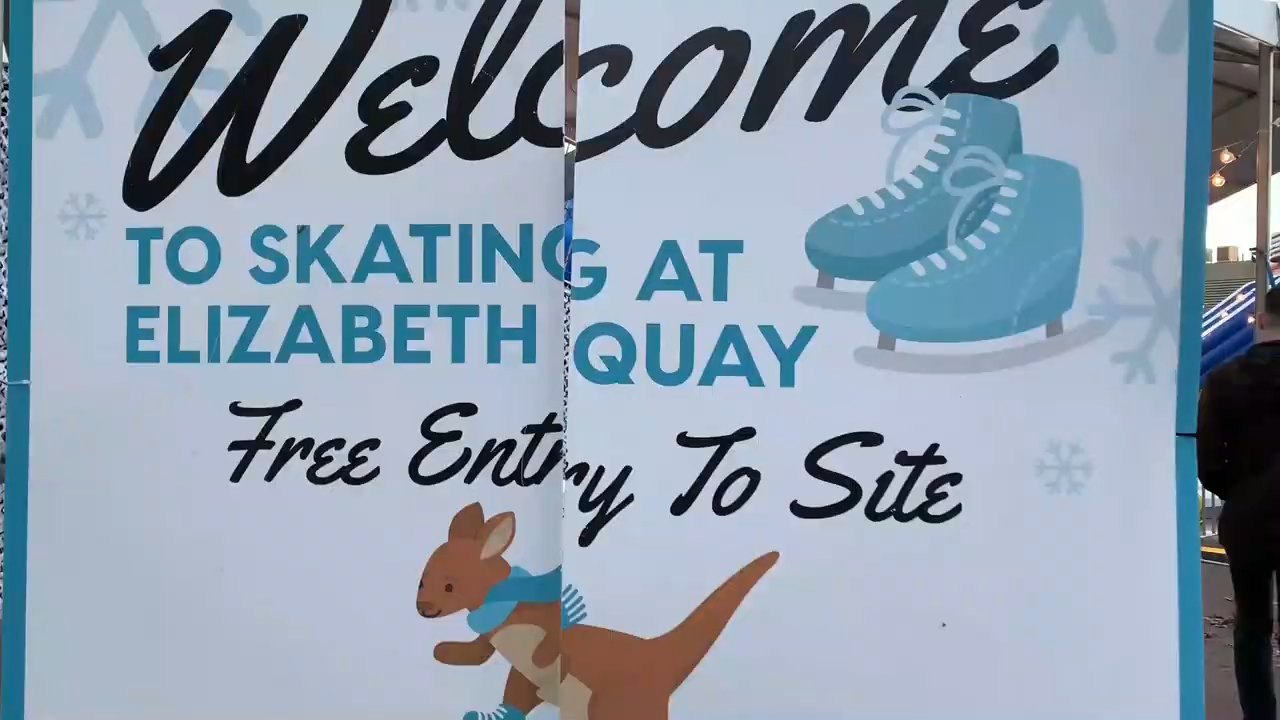 Welcome
TO SKATING AT
ELIZABETH QUAY
Free Entry To Site